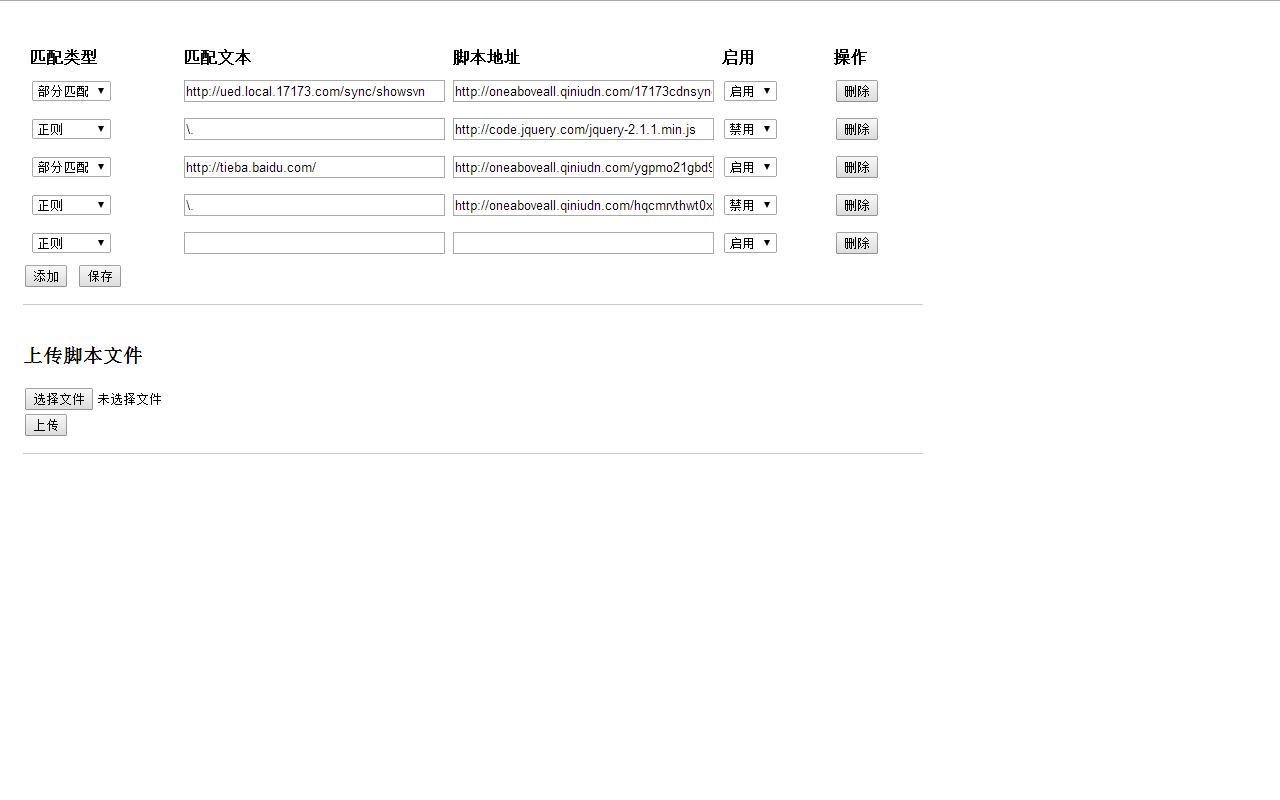 匹配类型 匹配文本 脚本地址 启用 操作
部分匹配 http://ued.local.17173.com/sync/showsvn http://oneaboveall.qiniudn.com/17173cdnsyn 启用 删除
正则 \. http://code.jquery.com/jquery-2.1.1.min.js 禁用 删除
部分匹配 http://tieba.baidu.com/ http://oneaboveall.qiniudn.com/ygpmo21gbd9 启用 删除
正则 \. http://oneaboveall.qiniudn.com/hqcmrvthwt0x 禁用 删除
正则 启用 删除
添加 保存
上传脚本文件
选择文件 未选择文件
上传